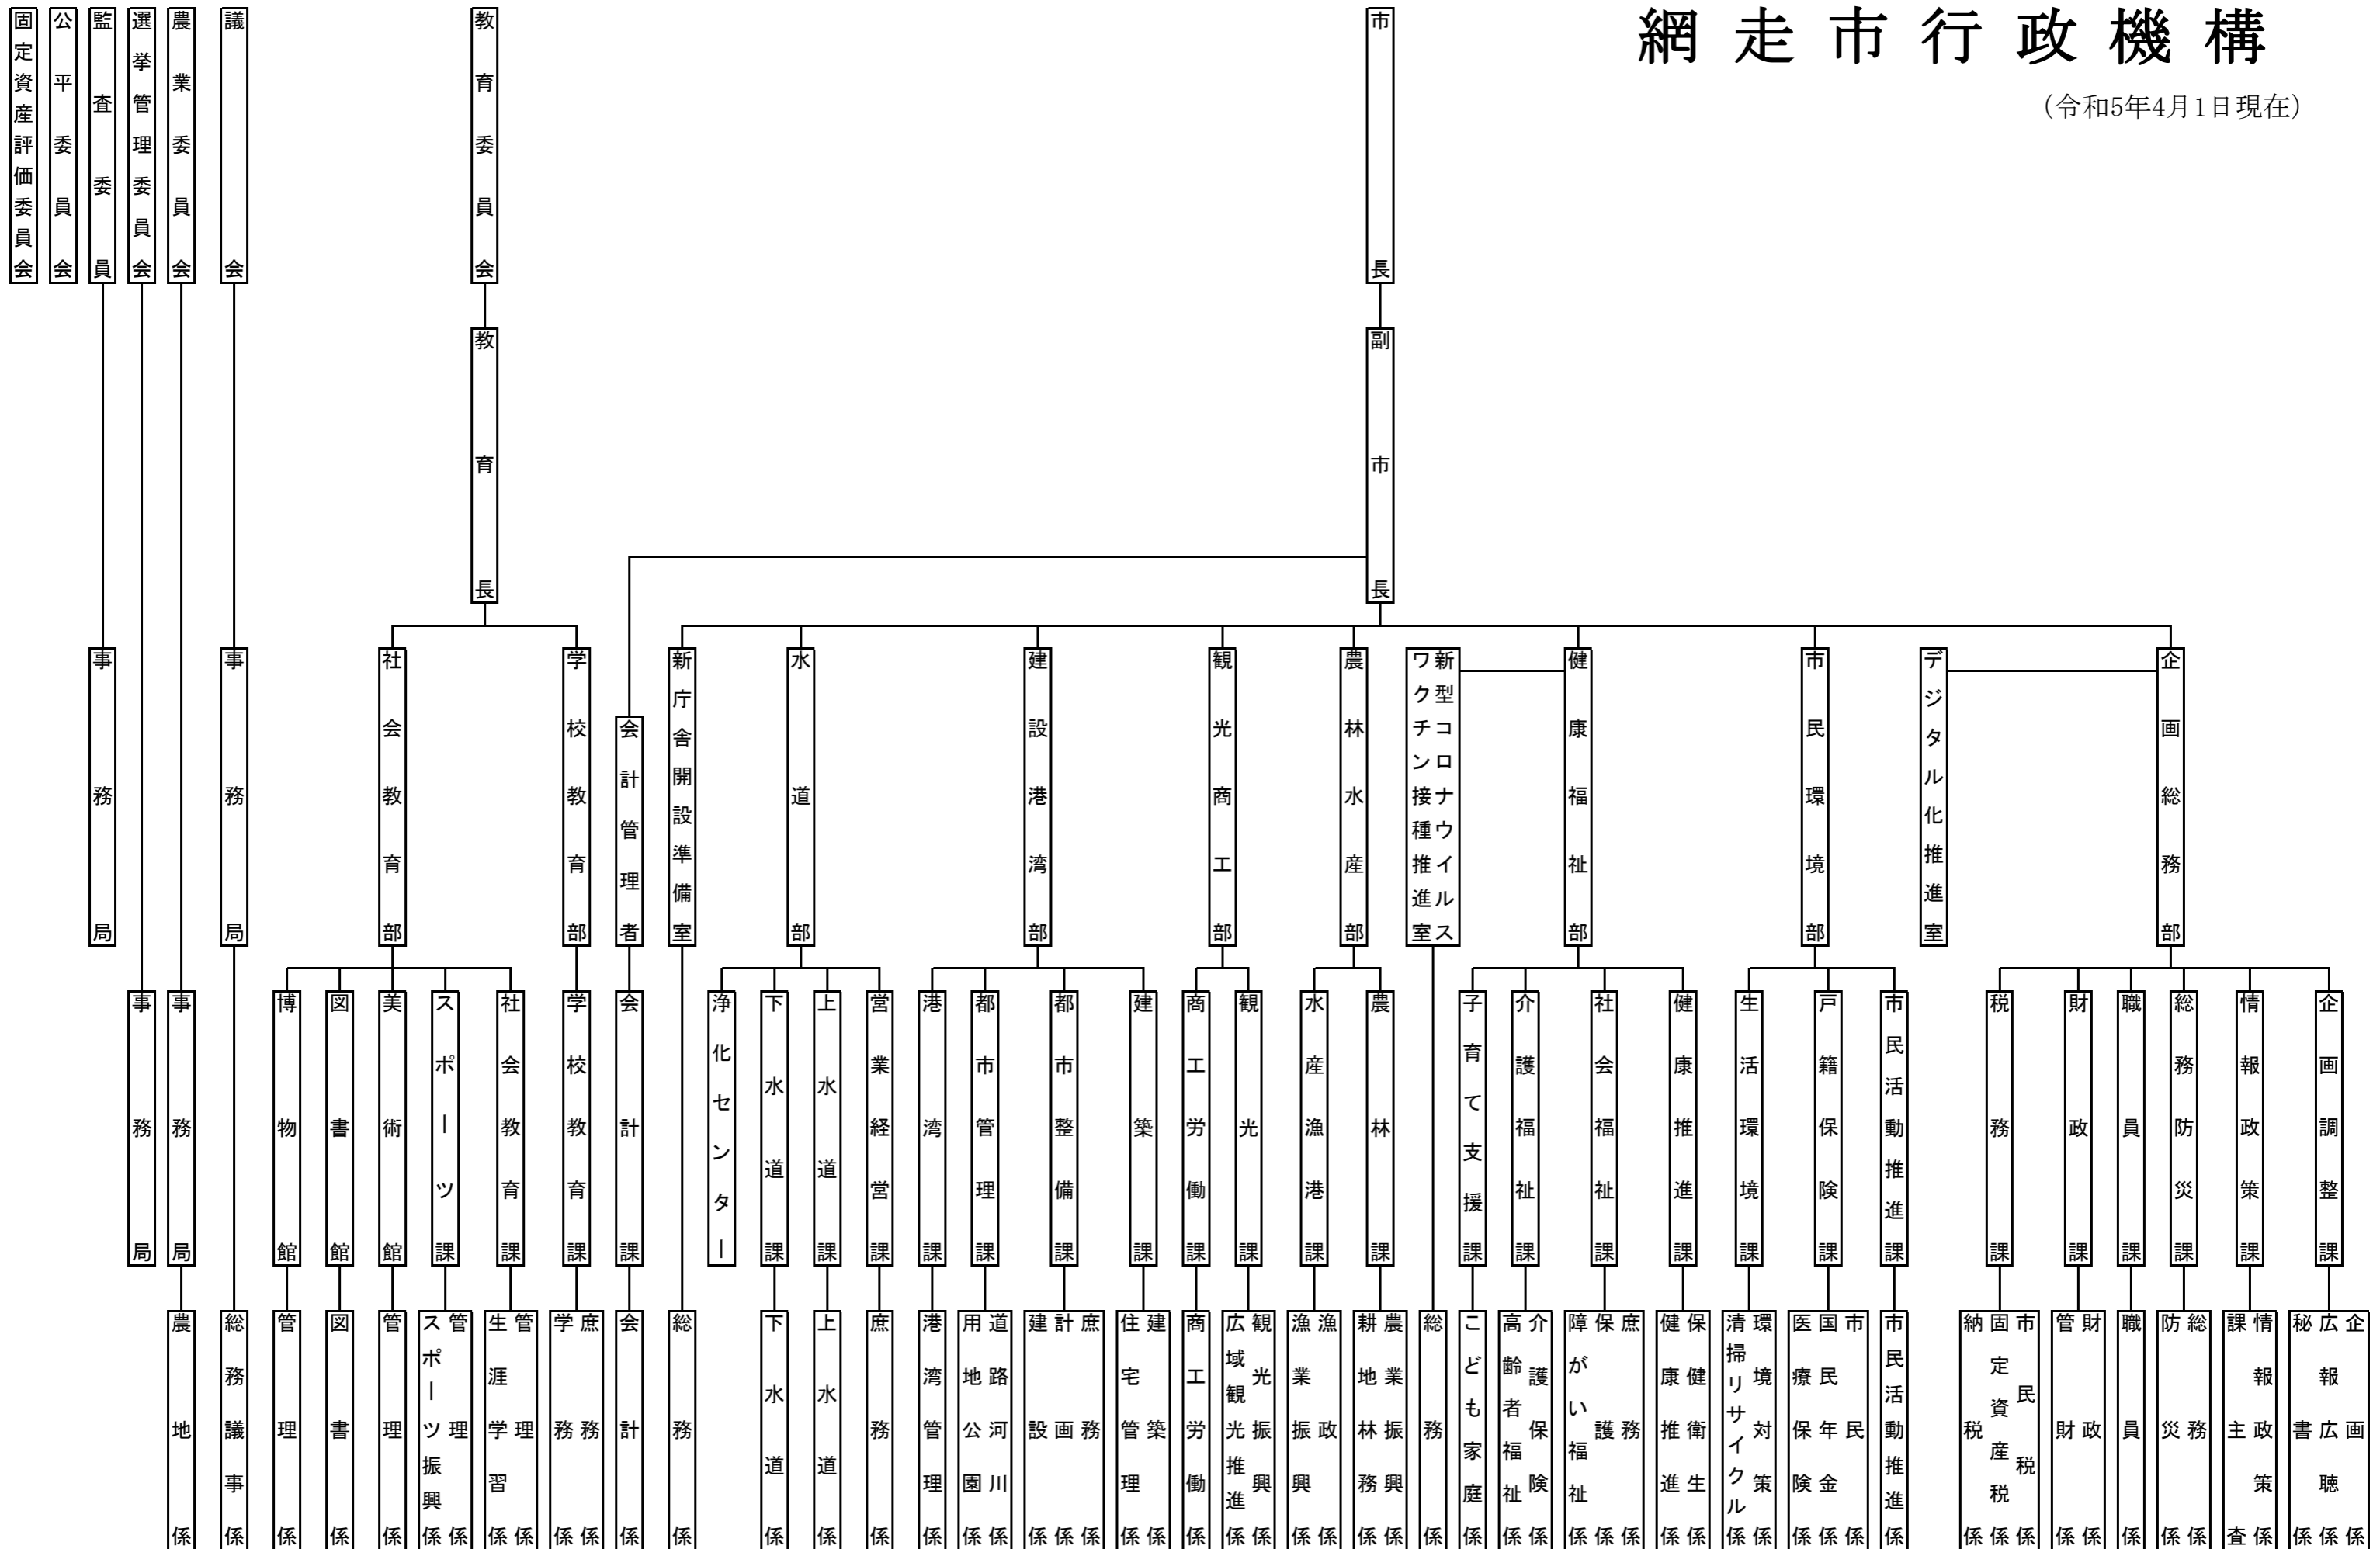 網走市行政機構
（令和5年4月1日現在）
市長
教育委員会
議会
農業委員会
選挙管理委員会
監査委員
公平委員会
固定資産評価委員会
副市長
教育長
企画総務部
デジタル化推進室
市民環境部
健康福祉部
新型コロナウイルス
ワクチン接種推進室
農林水産部
観光商工部
建設港湾部
水道部
新庁舎開設準備室
会計管理者
学校教育部
社会教育部
事務局
事務局
企画調整課
情報政策課
総務防災課
職員課
財政課
税務課
市民活動推進課
戸籍保険課
生活環境課
健康推進課
社会福祉課
介護福祉課
子育て支援課
農林課
水産漁港課
観光課
商工労働課
建築課
都市整備課
都市管理課
港湾課
営業経営課
上水道課
下水道課
浄化センター
会計課
学校教育課
社会教育課
スポーツ課
美術館
図書館
博物館
事務局
事務局
企画係
広報広聴係
秘書係
情報政策係
課主査
総務係
防災係
職員係
財政係
管財係
市民税係
固定資産税係
納税係
市民活動推進係
市民係
国民年金係
医療保険係
環境対策係
清掃リサイクル係
保健衛生係
健康推進係
庶務係
保護係
障がい福祉係
介護保険係
高齢者福祉係
こども家庭係
総務係
農業振興係
耕地林務係
漁政係
漁業振興係
観光振興係
広域観光推進係
商工労働係
建築係
住宅管理係
庶務係
計画係
建設係
道路河川係
用地公園係
港湾管理係
庶務係
上水道係
下水道係
総務係
会計係
庶務係
学務係
管理係
生涯学習係
管理係
スポーツ振興係
管理係
図書係
管理係
総務議事係
農地係